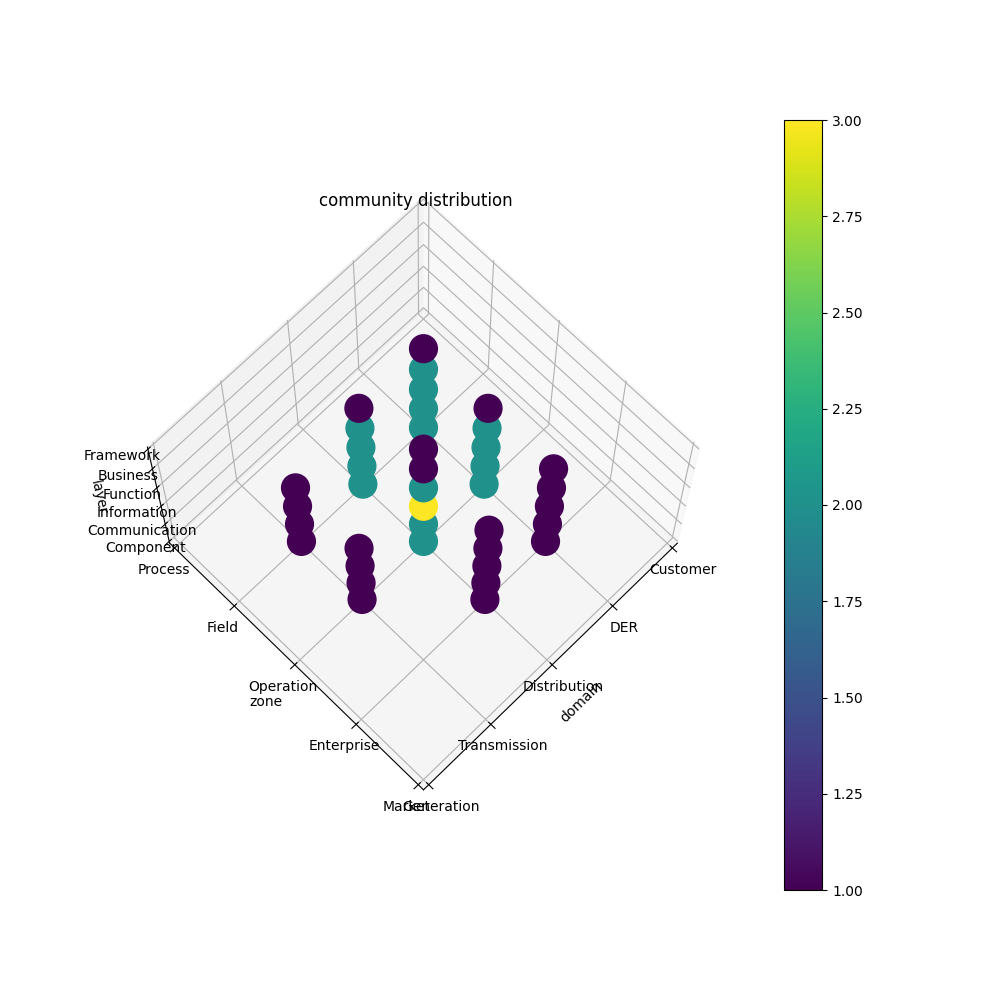 community distribution
Framework
Business
Function
Information
Communication
Component
layer
Process
Field
Operation
zone
Enterprise
Market
Generation
Transmission
Distribution
domain
DER
Customer
3.00
2.75
2.50
2.25
2.00
1.75
1.50
1.25
1.00